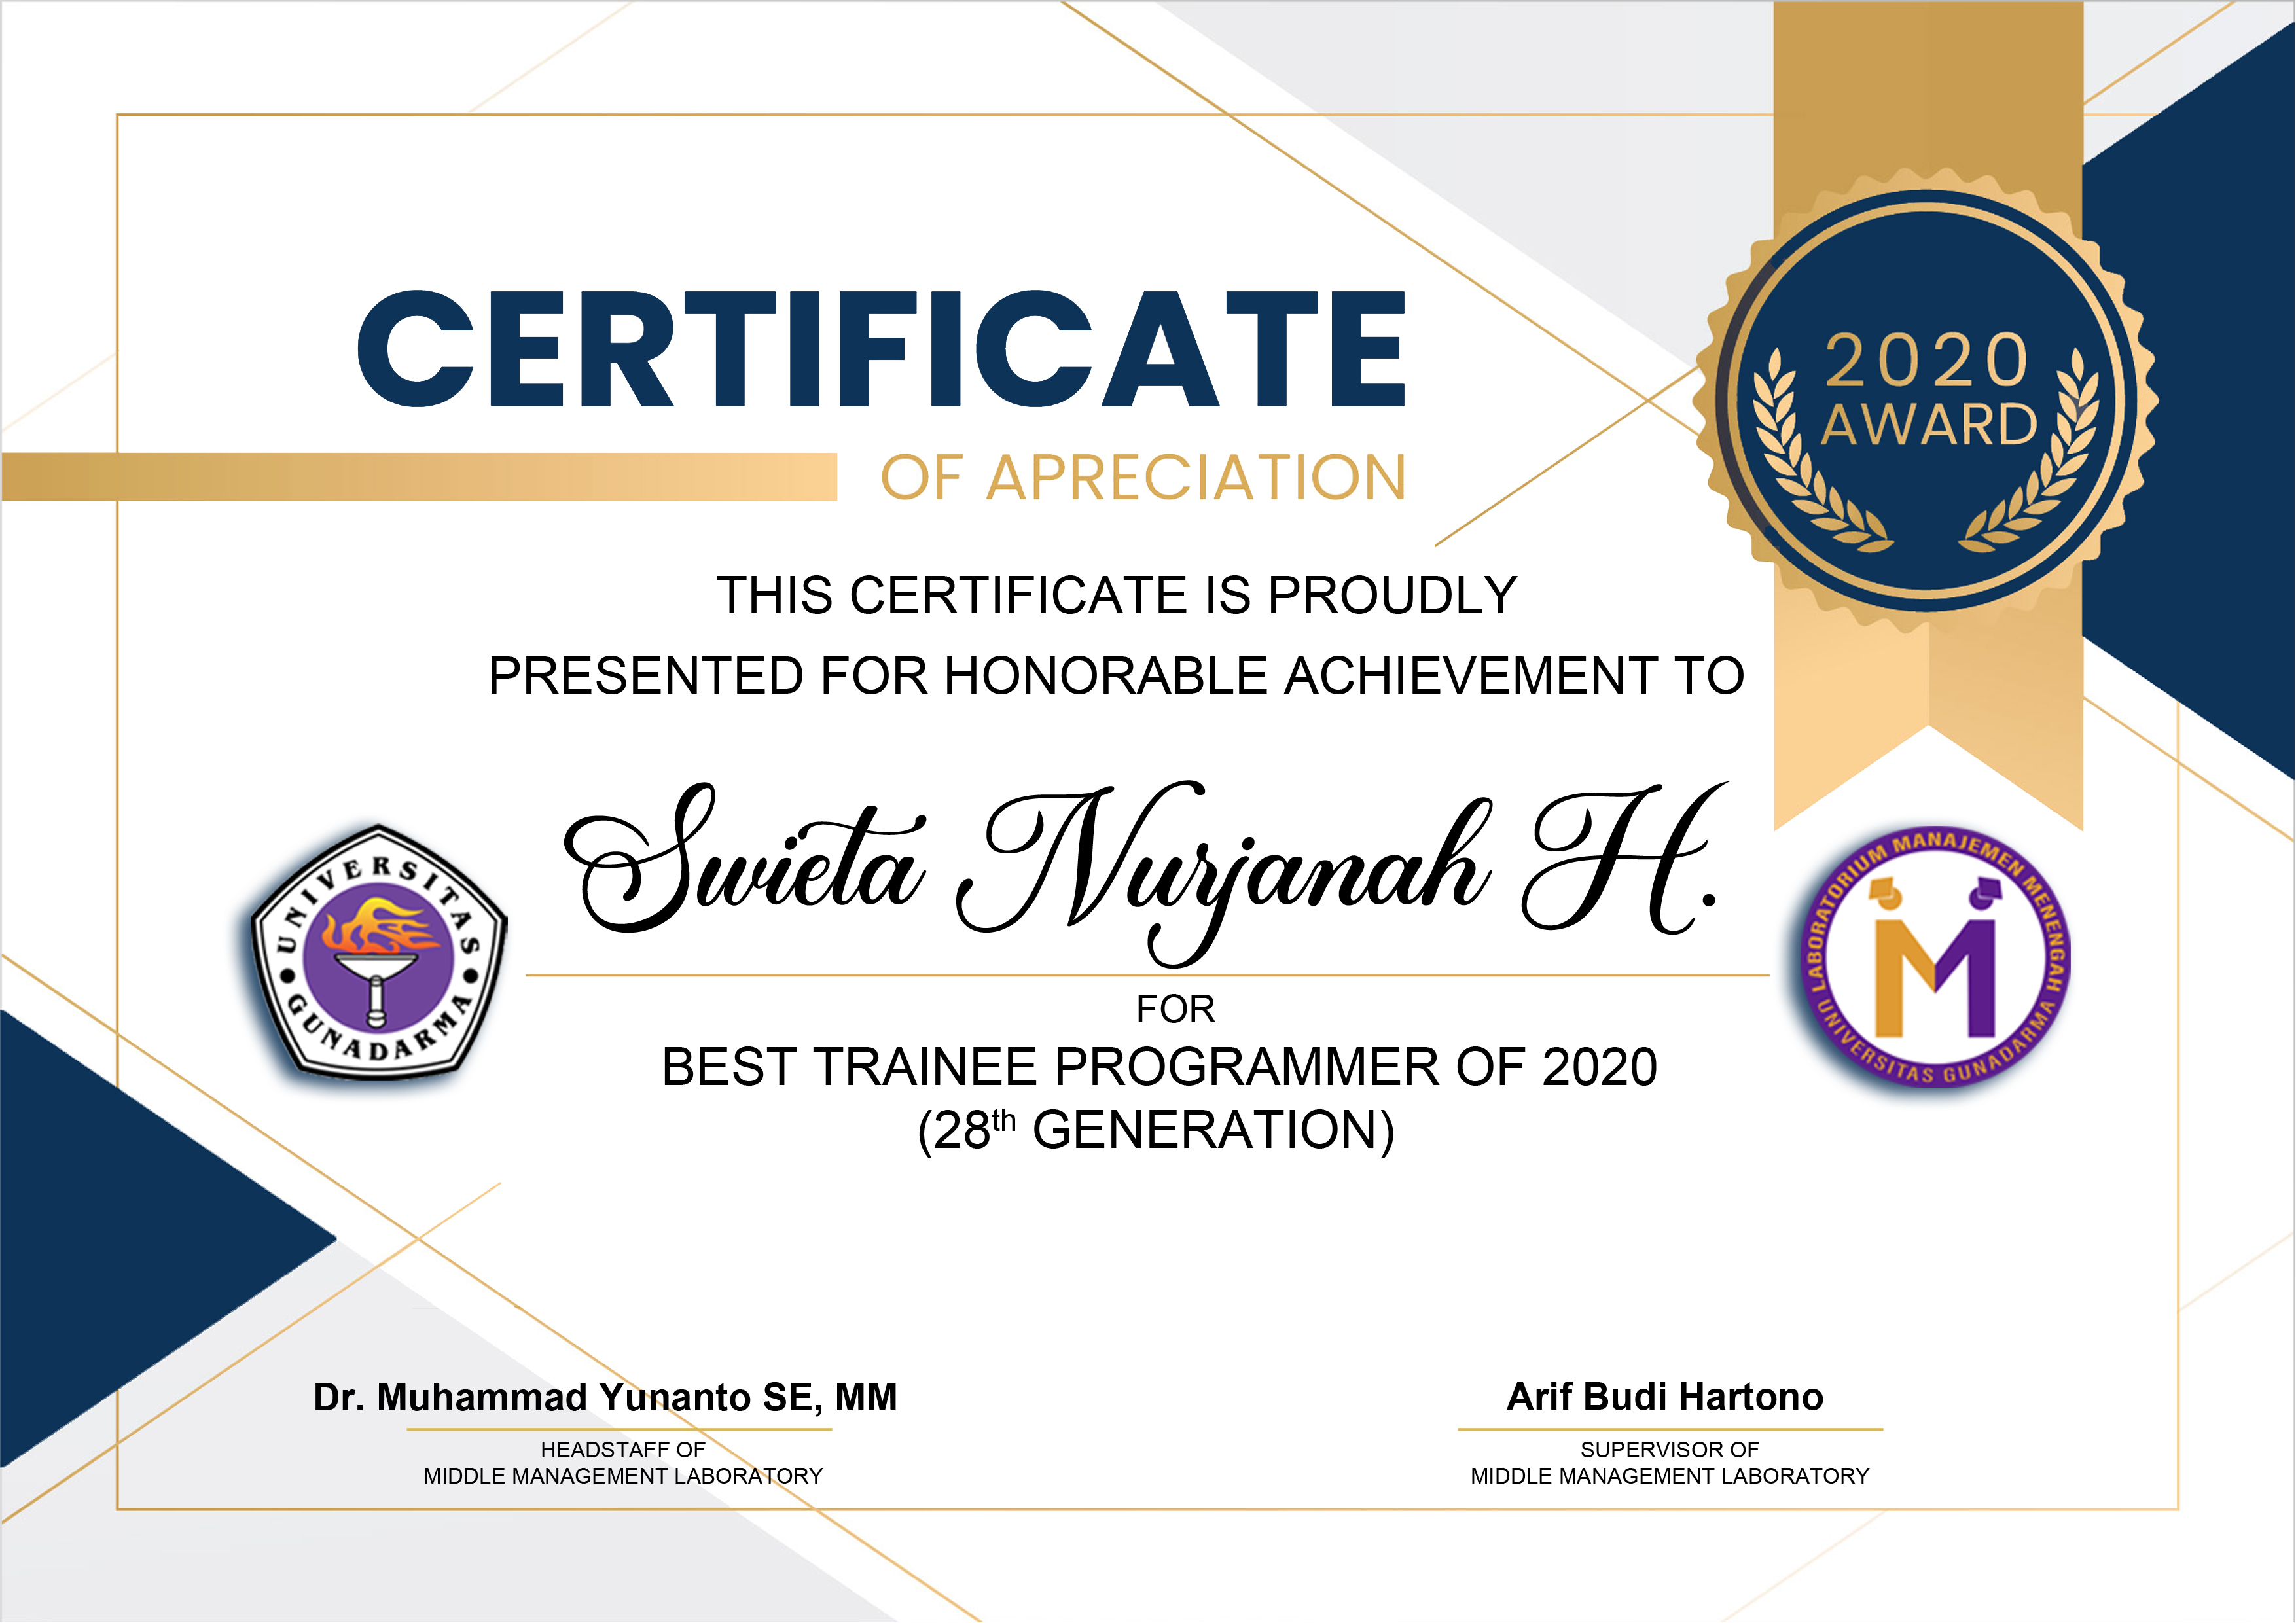 CERTIFICATE
OF APRECIATION
2020
AWARD
THIS CERTIFICATE IS PROUDLY
PRESENTED FOR HONORABLE ACHIEVEMENT TO
Swieta Nurjanah H.
UNIVERSITAS
GUNADARMA
LABORATORIUM MANAJEMEN MENENGAH
UNIVERSITAS GUNADARMA
FOR
BEST TRAINEE PROGRAMMER OF 2020
(28th GENERATION)
Dr. Muhammad Yunanto SE, MM
HEADSTAFF OF
MIDDLE MANAGEMENT LABORATORY
Arif Budi Hartono
SUPERVISOR OF
MIDDLE MANAGEMENT LABORATORY